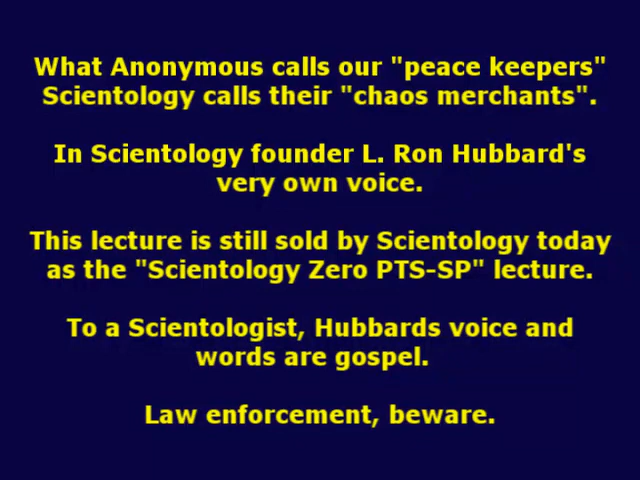 What Anonymous calls our "peace keepers"
Scientology calls their "chaos merchants".
In Scientology founder L. Ron Hubbard's
very own voice.
This lecture is still sold by Scientology today
as the "Scientology Zero PTS-SP" lecture.
To a Scientologist, Hubbards voice and
words are gospel.
Law enforcement, beware.